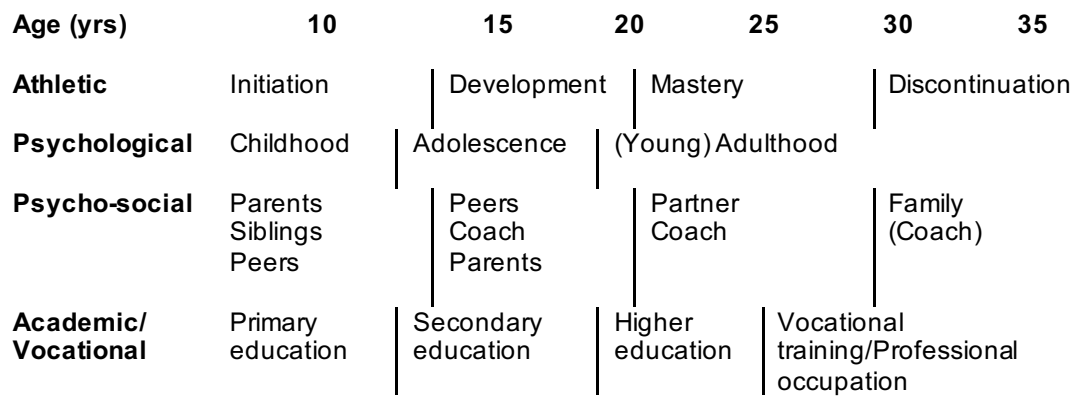 Age (yrs) 10 15 20 25 30 35
Athletic Initiation Development Mastery Discontinuation
Psychological Childhood Adolescence (Young) Adulthood
Psycho-social Parents Peers Partner Family
Siblings Coach Coach (Coach)
Peers Parents
Academic/ Primary Secondary Higher Vocational
Vocational education education education training/Professional
occupation